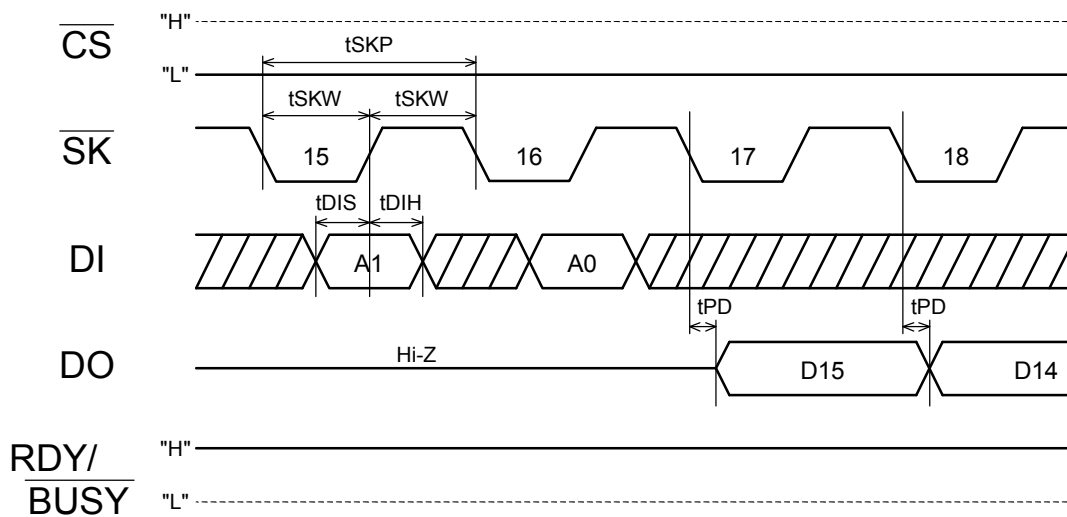 CS
"H"
"L"
tSKP
tSKW
tSKW
SK
15
16
17
18
DI
tDIS
tDIH
A1
A0
tPD
tPD
DO
Hi-Z
D15
D14
RDY/
BUSY
"H"
"L"